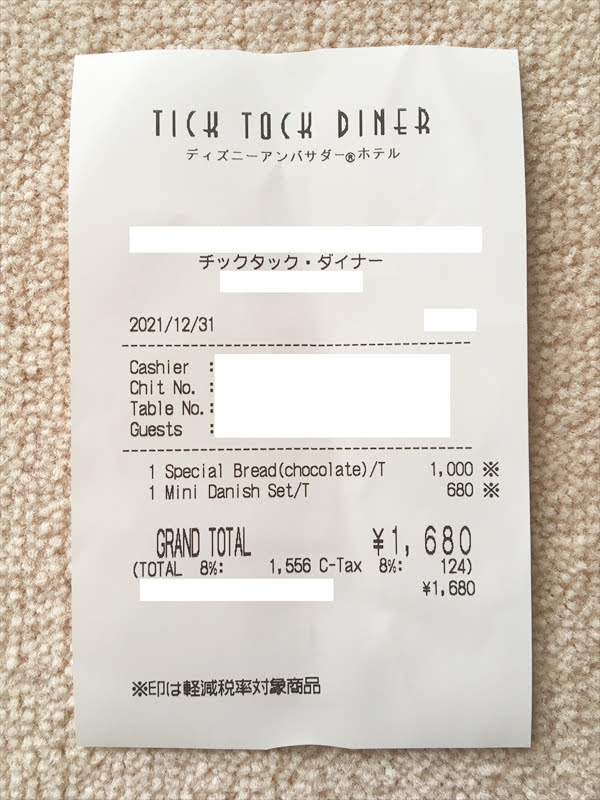 TICK TOCK DINER
ディズニーアンバサダー®ホテル
チックタック・ダイナー
2021/12/31
Cashier :
Chit No. :
Table No.:
Guests :
1 Special Bread(chocolate)/T 1,000 ※
1 Mini Danish Set/T 680 ※
GRAND TOTAL ¥1,680
(TOTAL 8%: 1,556 C-Tax 8%: 124)
¥1,680
※印は軽減税率対象商品